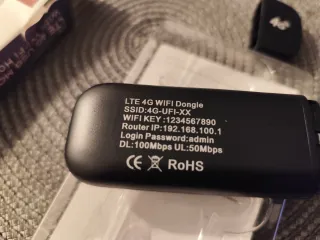 LTE 4G WIFI Dongle
SSID:4G-UFI-XX
WIFI KEY:1234567890
Router IP:192.168.100.1
Login Password:admin
DL:100Mbps UL:50Mbps
CE RoHS